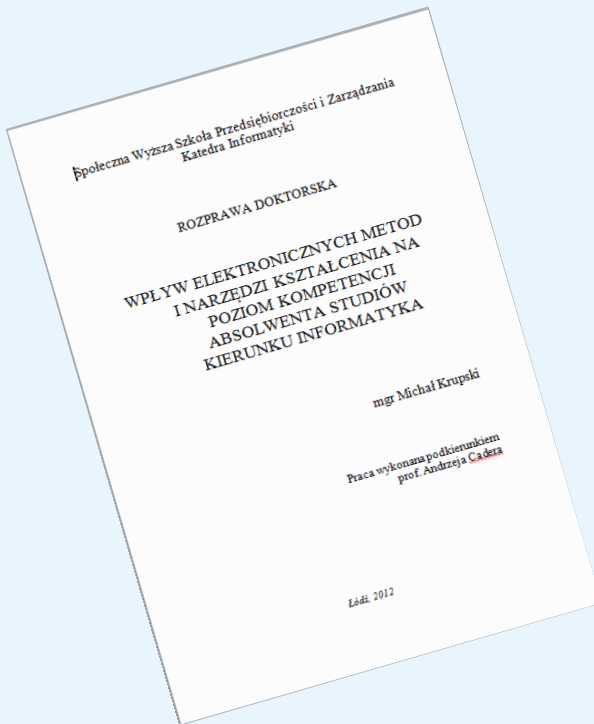 Społeczna Wyższa Szkoła Przedsiębiorczości i Zarządzania
Katedra Informatyki
ROZPRAWA DOKTORSKA
WPŁYW ELEKTRONICZNYCH METOD
I NARZĘDZI KSZTAŁCENIA NA
POZIOM KOMPETENCJI
ABSOLWENTA STUDIÓW
KIERUNKU INFORMATYKA
mgr Michał Krupski
Praca wykonana pod kierunkiem
prof. Andrzeja Cadera
Łódź, 2012